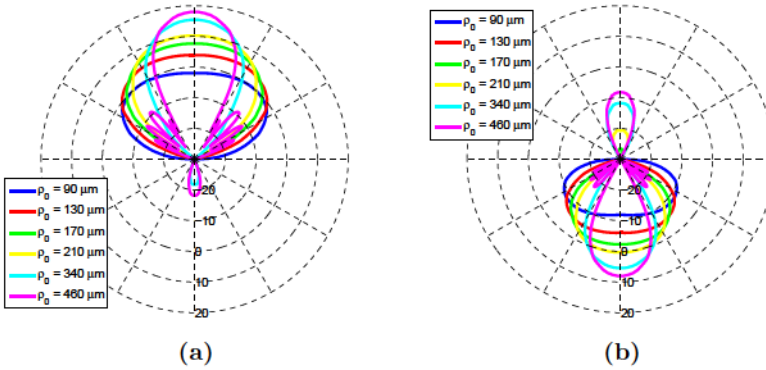 ρ₀ = 90 μm
ρ₀ = 130 μm
ρ₀ = 170 μm
ρ₀ = 210 μm
ρ₀ = 340 μm
ρ₀ = 460 μm
-20
-10
0
10
20
(a)
ρ₀ = 90 μm
ρ₀ = 130 μm
ρ₀ = 170 μm
ρ₀ = 210 μm
ρ₀ = 340 μm
ρ₀ = 460 μm
-20
-10
0
10
20
(b)